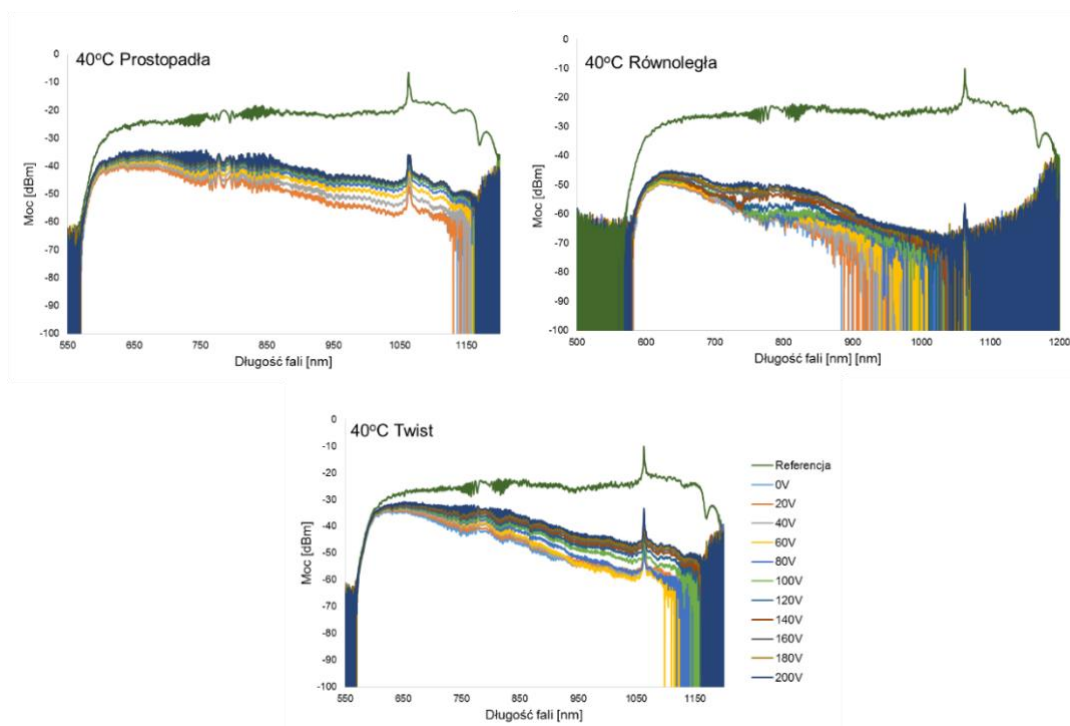 40°C Prostopadła
0
-10
-20
-30
-40
-50
-60
-70
-80
-90
-100
Moc [dBm]
550 650 750 850 950 1050 1150
Długość fali [nm]
40°C Równoległa
0
-10
-20
-30
-40
-50
-60
-70
-80
-90
-100
Moc [dBm]
500 600 700 800 900 1000 1100 1200
Długość fali [nm] [nm]
40°C Twist
0
-10
-20
-30
-40
-50
-60
-70
-80
-90
-100
Moc [dBm]
550 650 750 850 950 1050 1150
Długość fali [nm]
Referencja
0V
20V
40V
60V
80V
100V
120V
140V
160V
180V
200V